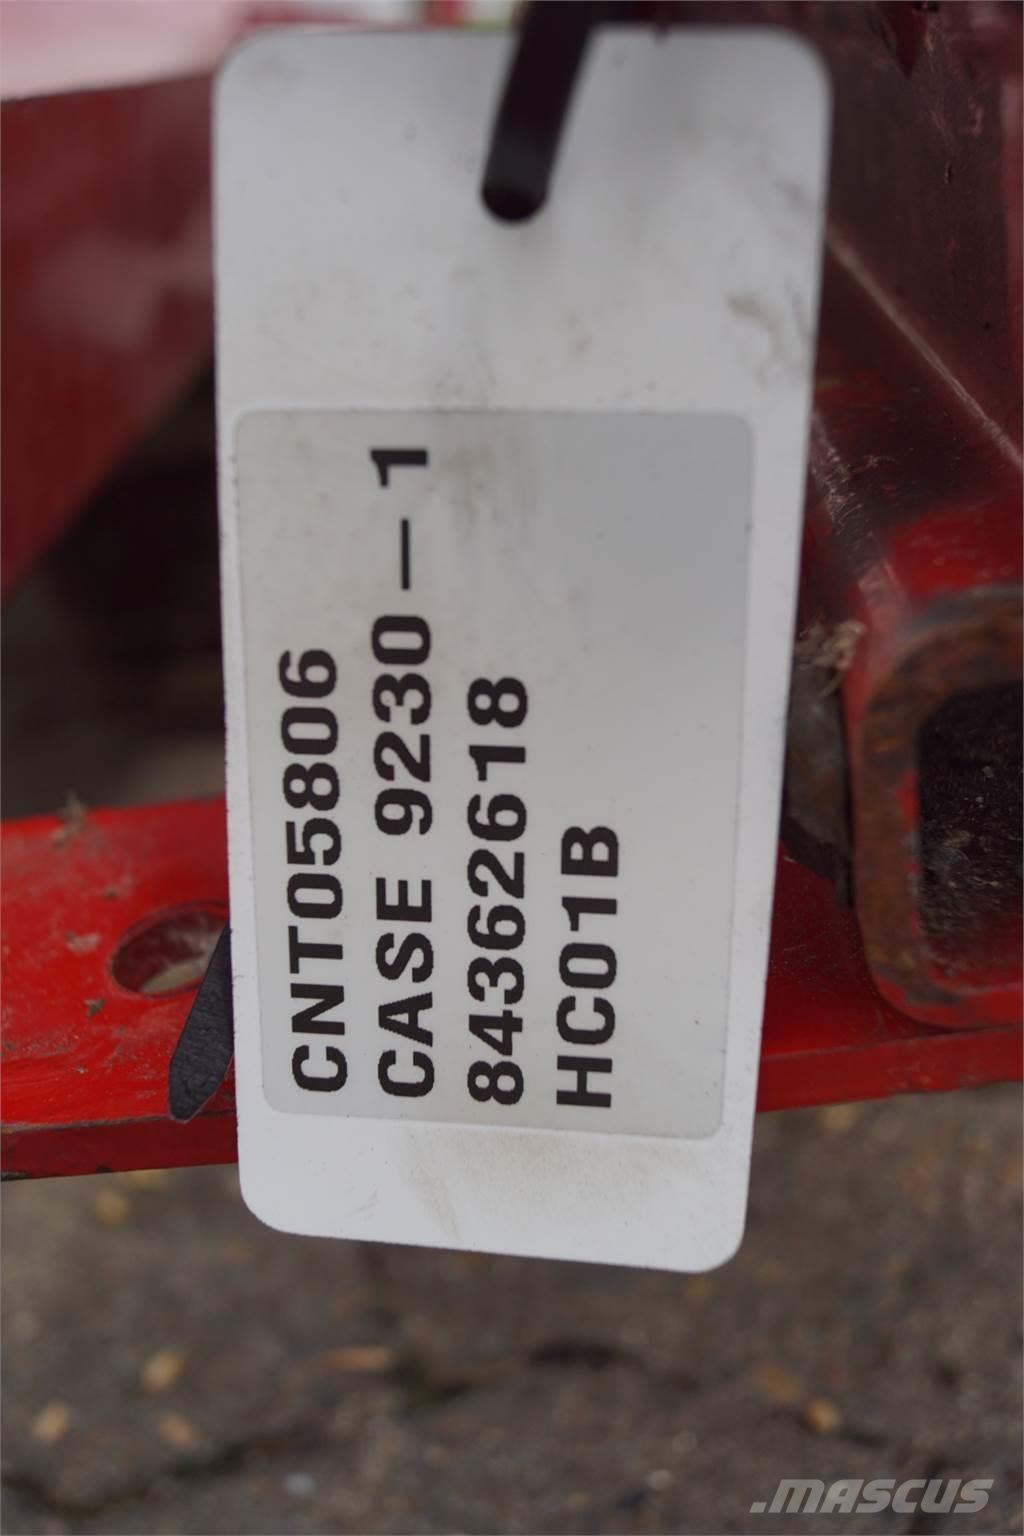 CNT05806
CASE 9230-1
84362618
HC01B
.MASCUS